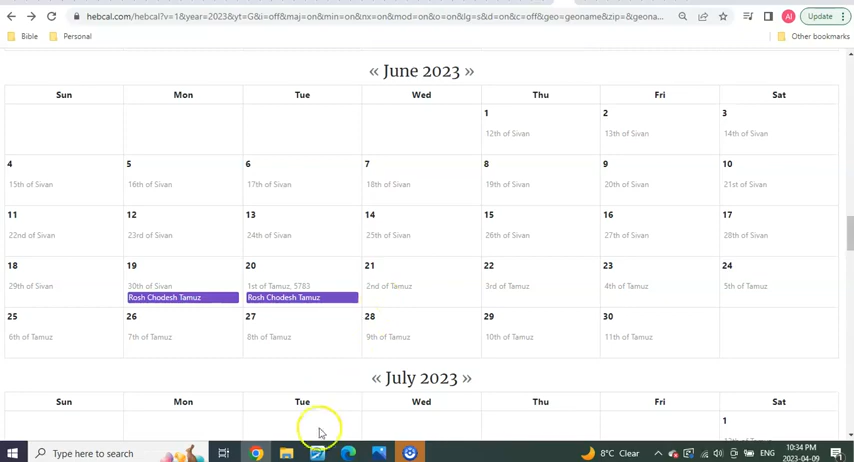 hebcal.com/hebcal?v=1&year=2023&yt=G&i=off&maj=on&min=on&nx=on&mod=on&o=on&lg=s&d=on&c=off&geo=geoname&zip=&geona...
AI
Update
Bible Personal Other bookmarks
« June 2023 »
Sun Mon Tue Wed Thu Fri Sat
1 2 3
12th of Sivan 13th of Sivan 14th of Sivan
4 5 6 7 8 9 10
15th of Sivan 16th of Sivan 17th of Sivan 18th of Sivan 19th of Sivan 20th of Sivan 21st of Sivan
11 12 13 14 15 16 17
22nd of Sivan 23rd of Sivan 24th of Sivan 25th of Sivan 26th of Sivan 27th of Sivan 28th of Sivan
18 19 20 21 22 23 24
29th of Sivan 30th of Sivan 1st of Tamuz, 5783 2nd of Tamuz 3rd of Tamuz 4th of Tamuz 5th of Tamuz
Rosh Chodesh Tamuz Rosh Chodesh Tamuz
25 26 27 28 29 30
6th of Tamuz 7th of Tamuz 8th of Tamuz 9th of Tamuz 10th of Tamuz 11th of Tamuz
« July 2023 »
Sun Mon Tue Wed Thu Fri Sat
1
Type here to search 8°C Clear ENG 10:34 PM
2023-04-09